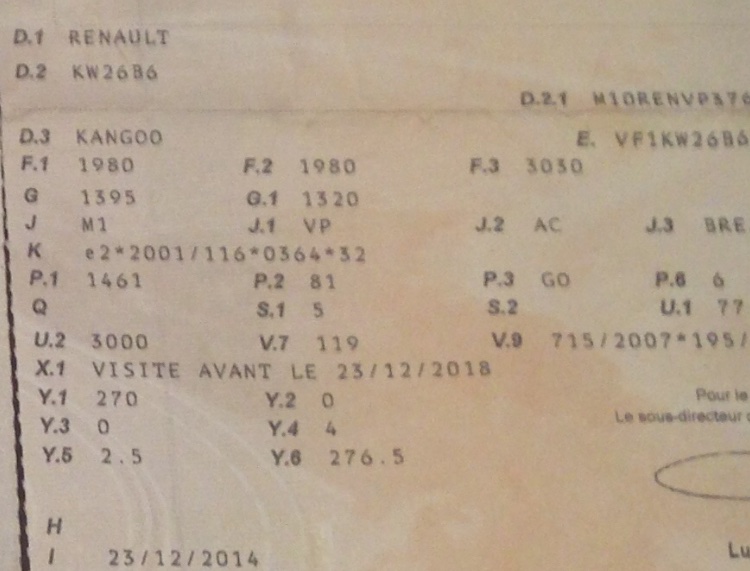 D.1 RENAULT
D.2 KW26B6
D.2.1 M10RENVP
D.3 KANGOO E. VF1KW26B6
F.1 1980 F.2 1980 F.3 3030
G 1395 G.1 1320
J M1 J.1 VP J.2 AC J.3 BRE
K e2*2001/116*0364*32
P.1 1461 P.2 81 P.3 GO P.6 6
Q S.1 5 S.2 U.1 77
U.2 3000 V.7 119 V.9 715/2007*195/
X.1 VISITE AVANT LE 23/12/2018
Y.1 270 Y.2 0
Pour le
Y.3 0 Y.4 4 Le sous-directeur
Y.5 2.5 Y.6 276.5
H
I 23/12/2014
Lu